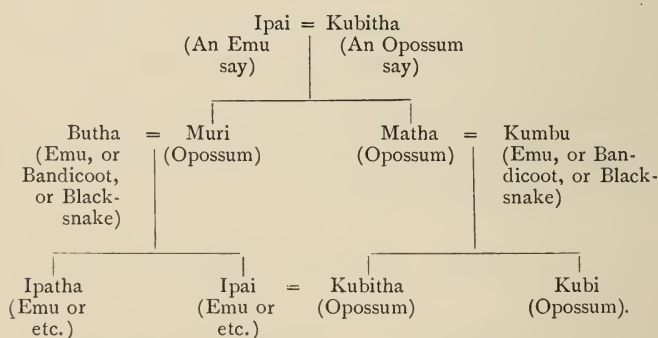 Ipai = Kubitha
(An Emu (An Opossum
say) say)
Butha = Muri Matha = Kumbu
(Emu, or (Opossum) (Opossum) (Emu, or Ban-
Bandicoot, dicoot, or Black-
or Black- snake)
snake)
Ipatha Ipai = Kubitha Kubi
(Emu or (Emu or (Opossum) (Opossum).
etc.) etc.)